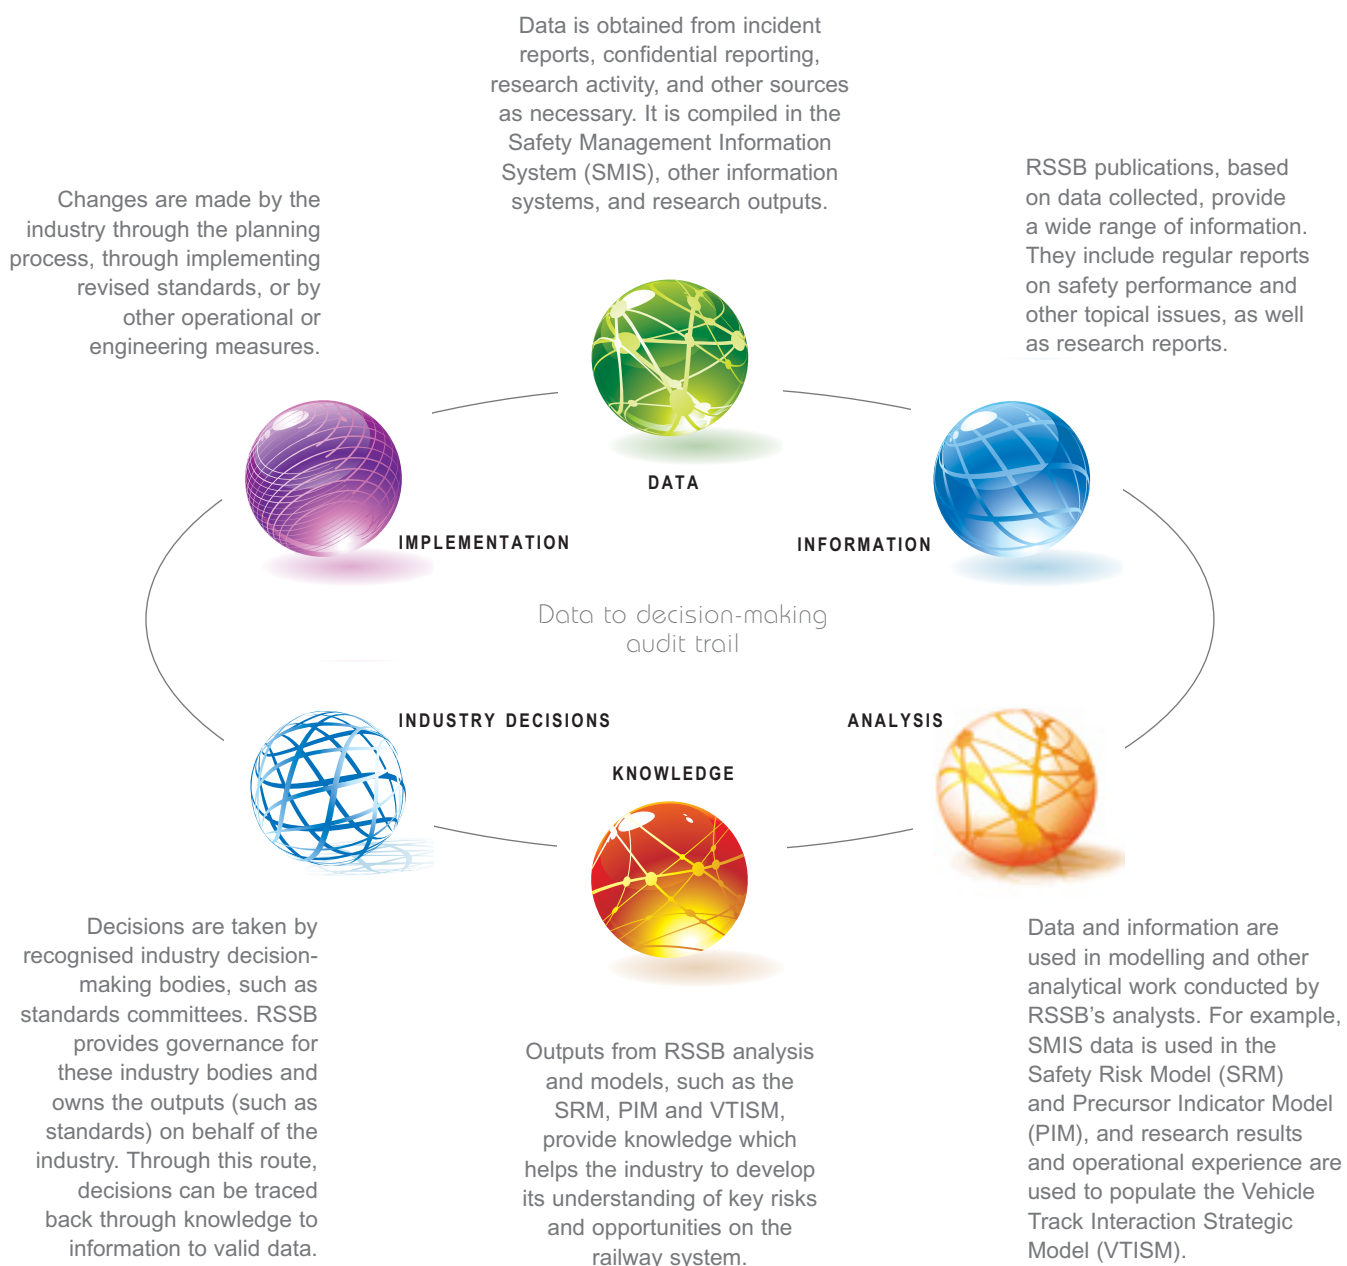 Data is obtained from incident
reports, confidential reporting,
research activity, and other sources
as necessary. It is compiled in the
Safety Management Information
System (SMIS), other information
systems, and research outputs.
RSSB publications, based
on data collected, provide
a wide range of information.
They include regular reports
on safety performance and
other topical issues, as well
as research reports.
Changes are made by the
industry through the planning
process, through implementing
revised standards, or by
other operational or
engineering measures.
DATA
IMPLEMENTATION
INFORMATION
Data to decision-making
audit trail
INDUSTRY DECISIONS
ANALYSIS
KNOWLEDGE
Decisions are taken by
recognised industry decision-
making bodies, such as
standards committees. RSSB
provides governance for
these industry bodies and
owns the outputs (such as
standards) on behalf of the
industry. Through this route,
decisions can be traced
back through knowledge to
information to valid data.
Outputs from RSSB analysis
and models, such as the
SRM, PIM and VTISM,
provide knowledge which
helps the industry to develop
its understanding of key risks
and opportunities on the
railway system.
Data and information are
used in modelling and other
analytical work conducted by
RSSB's analysts. For example,
SMIS data is used in the
Safety Risk Model (SRM)
and Precursor Indicator Model
(PIM), and research results
and operational experience are
used to populate the Vehicle
Track Interaction Strategic
Model (VTISM).